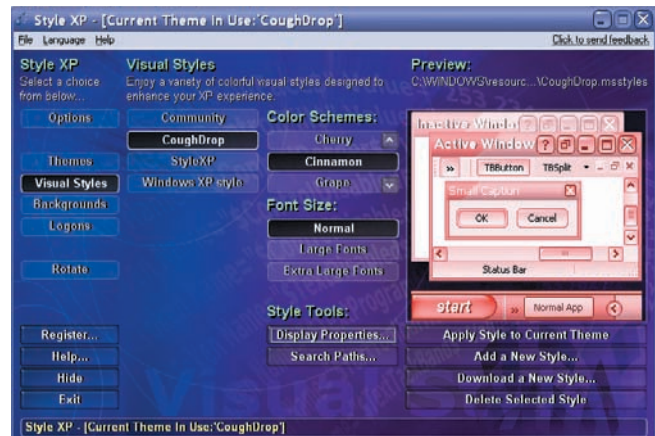 Style XP - [Current Theme In Use:'CoughDrop']
File Language Help
Click to send feedback
Style XP
Select a choice
from below...
Options
Themes
Visual Styles
Backgrounds
Logons
Rotate
Register...
Help...
Hide
Exit
Visual Styles
Enjoy a variety of colorful visual styles designed to
enhance your XP experience.
Community
CoughDrop
StyleXP
Windows XP style
Color Schemes:
Cherry
Cinnamon
Grape
Font Size:
Normal
Large Fonts
Extra Large Fonts
Style Tools:
Display Properties...
Search Paths...
Preview:
C:\WINDOWS\resourc...\CoughDrop.msstyles
Inactive Windo
Active Window
TBButton TBSplit
Small Caption
OK Cancel
Status Bar
start » Normal App
Apply Style to Current Theme
Add a New Style...
Download a New Style...
Delete Selected Style
Style XP - [Current Theme In Use:'CoughDrop']